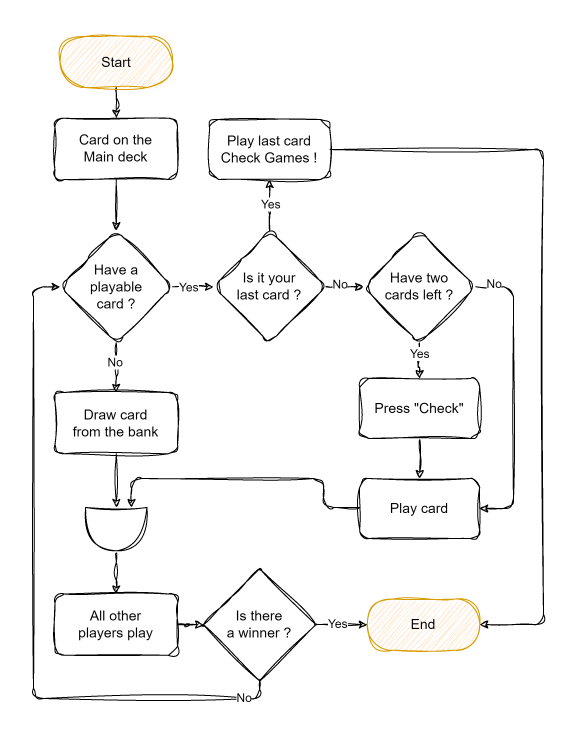 Start
Card on the
Main deck
Play last card
Check Games !
Yes
Have a
playable
card ?
Yes
Is it your
last card ?
No
Have two
cards left ?
No
No
Yes
Draw card
from the bank
Press "Check"
Play card
All other
players play
Is there
a winner ?
Yes
End
No